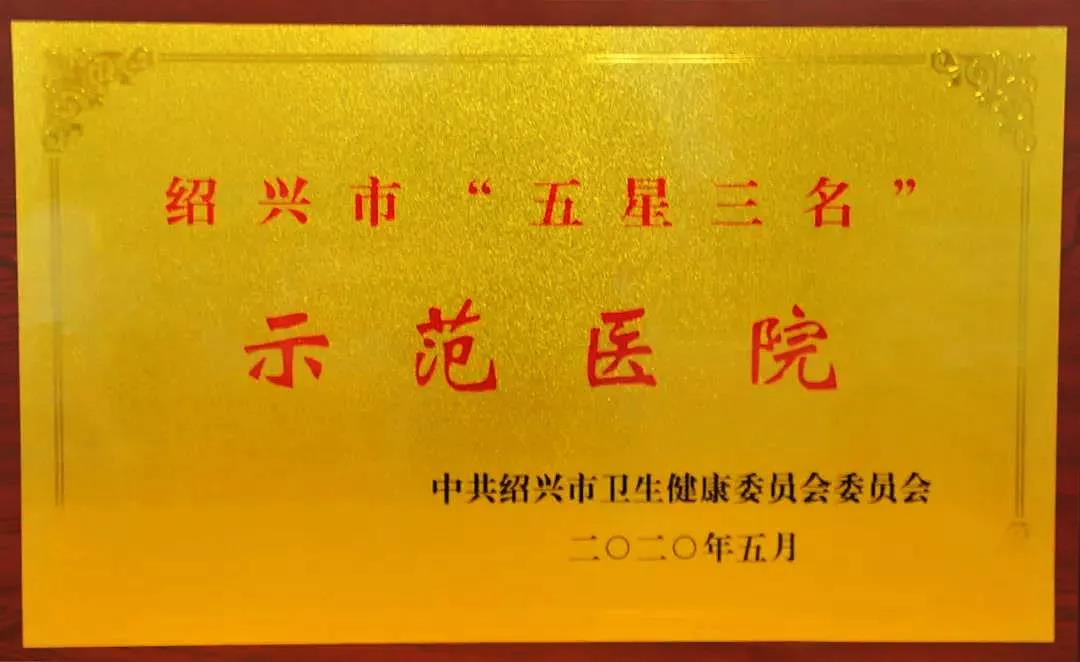 绍兴市“五星三名”
示范医院
中共绍兴市卫生健康委员会委员会
二〇二〇年五月